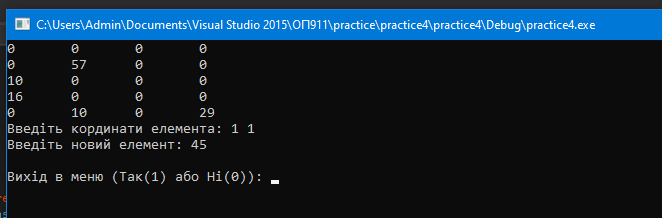 C:\Users\Admin\Documents\Visual Studio 2015\ОП911\practice\practice4\practice4\Debug\practice4.exe
0 0 0 0
0 57 0 0
10 0 0 0
16 0 0 0
0 10 0 29
Введіть кординати елемента: 1 1
Введіть новий елемент: 45
Вихід в меню (Так(1) або Ні(0)):